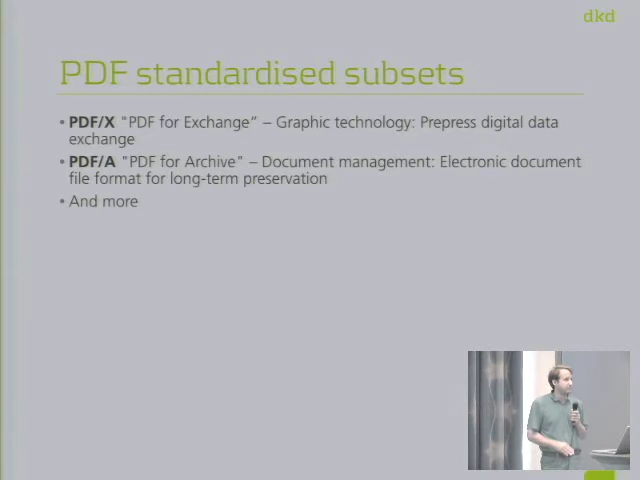 dkd
PDF standardised subsets
• PDF/X "PDF for Exchange” – Graphic technology: Prepress digital data
exchange
• PDF/A "PDF for Archive" – Document management: Electronic document
file format for long-term preservation
• And more